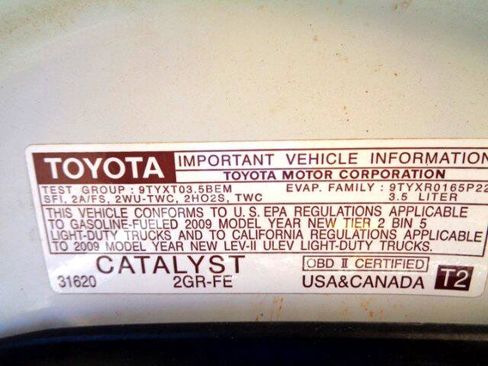 TOYOTA IMPORTANT VEHICLE INFORMATION
TOYOTA MOTOR CORPORATION
TEST GROUP : 9TYXT03.5BEM EVAP. FAMILY : 9TYXR0165P22
SFI, 2A/FS, 2WU-TWC, 2HO2S, TWC 3.5 LITER
THIS VEHICLE CONFORMS TO U.S.EPA REGULATIONS APPLICABLE
TO GASOLINE-FUELED 2009 MODEL YEAR NEW TIER 2 BIN 5
LIGHT-DUTY TRUCKS AND TO CALIFORNIA REGULATIONS APPLICABLE
TO 2009 MODEL YEAR NEW LEV-II ULEV LIGHT-DUTY TRUCKS.
CATALYST OBD II CERTIFIED
31620 2GR-FE USA&CANADA T2